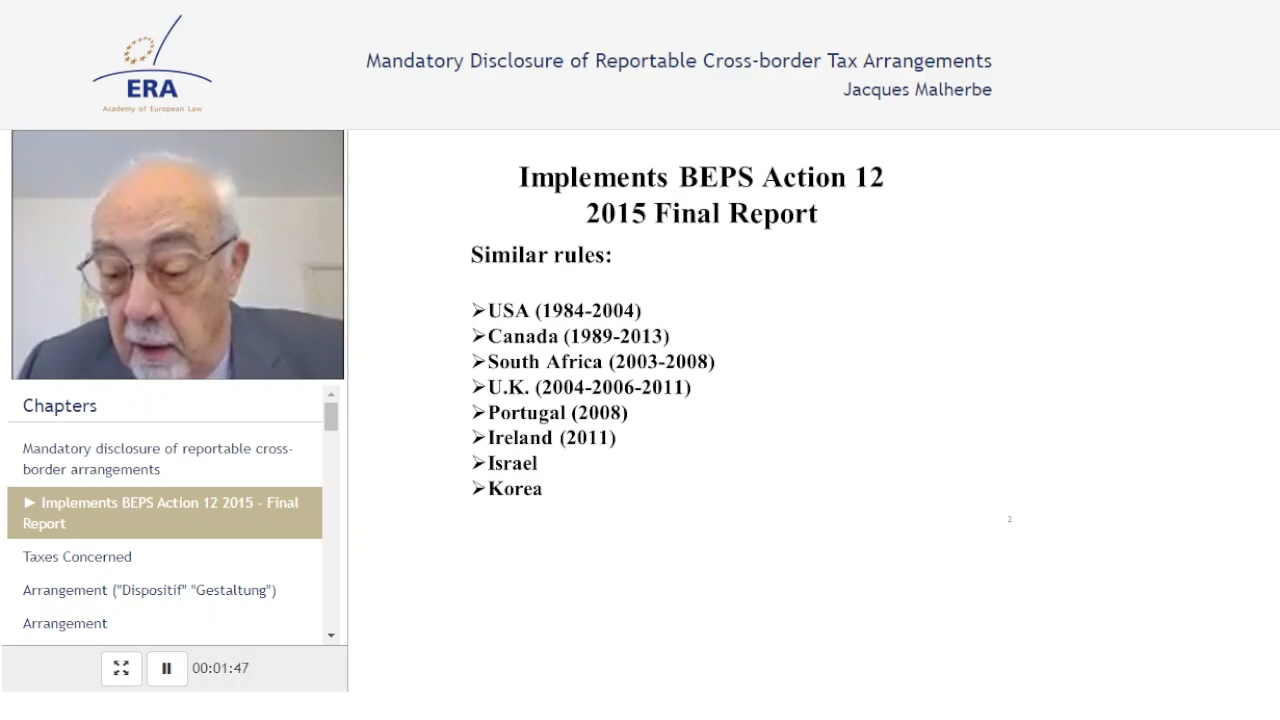 ERA
Academy of European Law
Mandatory Disclosure of Reportable Cross-border Tax Arrangements
Jacques Malherbe
Implements BEPS Action 12
2015 Final Report
Similar rules:
➢USA (1984-2004)
➢Canada (1989-2013)
➢South Africa (2003-2008)
➢U.K. (2004-2006-2011)
➢Portugal (2008)
➢Ireland (2011)
➢Israel
➢Korea
2
Chapters
Mandatory disclosure of reportable cross-
border arrangements
► Implements BEPS Action 12 2015 - Final
Report
Taxes Concerned
Arrangement ("Dispositif" "Gestaltung")
Arrangement
00:01:47